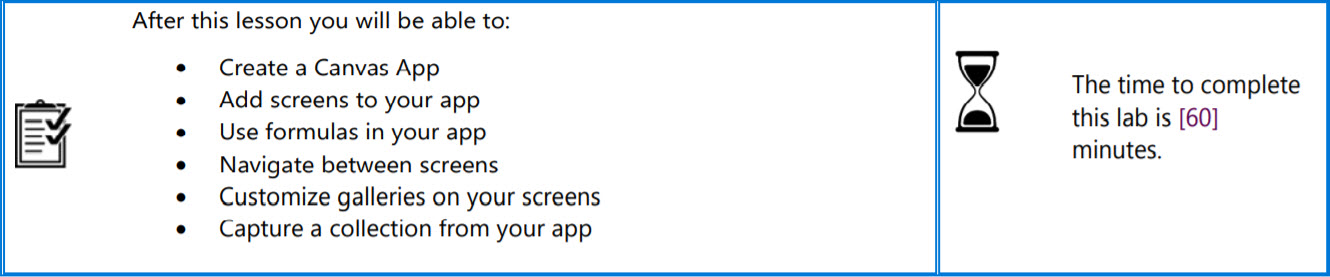 After this lesson you will be able to:
• Create a Canvas App
• Add screens to your app
• Use formulas in your app
• Navigate between screens
• Customize galleries on your screens
• Capture a collection from your app
The time to complete
this lab is [60]
minutes.